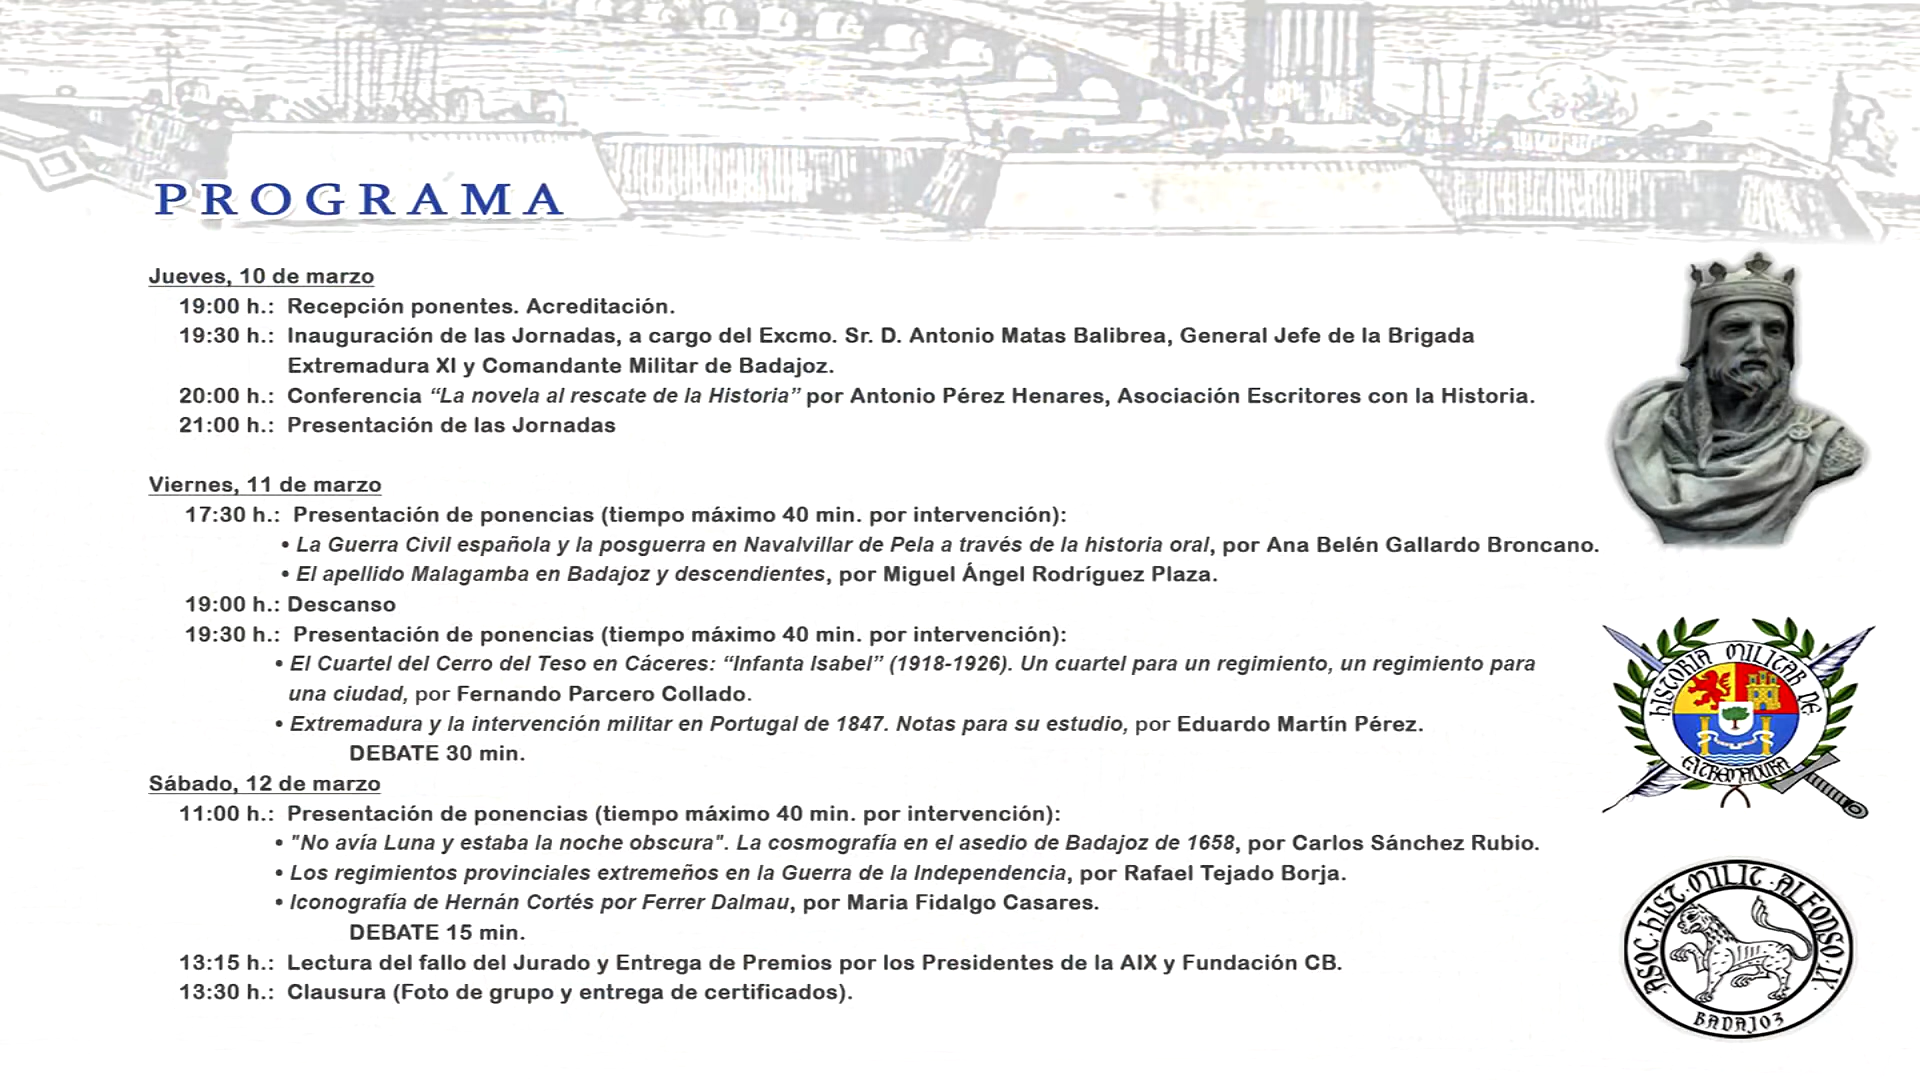 PROGRAMA
Jueves, 10 de marzo
19:00 h.: Recepción ponentes. Acreditación.
19:30 h.: Inauguración de las Jornadas, a cargo del Excmo. Sr. D. Antonio Matas Balibrea, General Jefe de la Brigada
Extremadura XI y Comandante Militar de Badajoz.
20:00 h.: Conferencia “La novela al rescate de la Historia” por Antonio Pérez Henares, Asociación Escritores con la Historia.
21:00 h.: Presentación de las Jornadas
Viernes, 11 de marzo
17:30 h.: Presentación de ponencias (tiempo máximo 40 min. por intervención):
• La Guerra Civil española y la posguerra en Navalvillar de Pela a través de la historia oral, por Ana Belén Gallardo Broncano.
• El apellido Malagamba en Badajoz y descendientes, por Miguel Ángel Rodríguez Plaza.
19:00 h.: Descanso
19:30 h.: Presentación de ponencias (tiempo máximo 40 min. por intervención):
• El Cuartel del Cerro del Teso en Cáceres: “Infanta Isabel” (1918-1926). Un cuartel para un regimiento, un regimiento para
una ciudad, por Fernando Parcero Collado.
• Extremadura y la intervención militar en Portugal de 1847. Notas para su estudio, por Eduardo Martín Pérez.
DEBATE 30 min.
Sábado, 12 de marzo
11:00 h.: Presentación de ponencias (tiempo máximo 40 min. por intervención):
• "No avía Luna y estaba la noche obscura". La cosmografía en el asedio de Badajoz de 1658, por Carlos Sánchez Rubio.
• Los regimientos provinciales extremeños en la Guerra de la Independencia, por Rafael Tejado Borja.
• Iconografía de Hernán Cortés por Ferrer Dalmau, por Maria Fidalgo Casares.
DEBATE 15 min.
13:15 h.: Lectura del fallo del Jurado y Entrega de Premios por los Presidentes de la AIX y Fundación CB.
13:30 h.: Clausura (Foto de grupo y entrega de certificados).
HISTORIA MILITAR DE
EXTREMADURA
ASOC·HIST·MILIT·ALFONSO·IX·
BADAJOZ